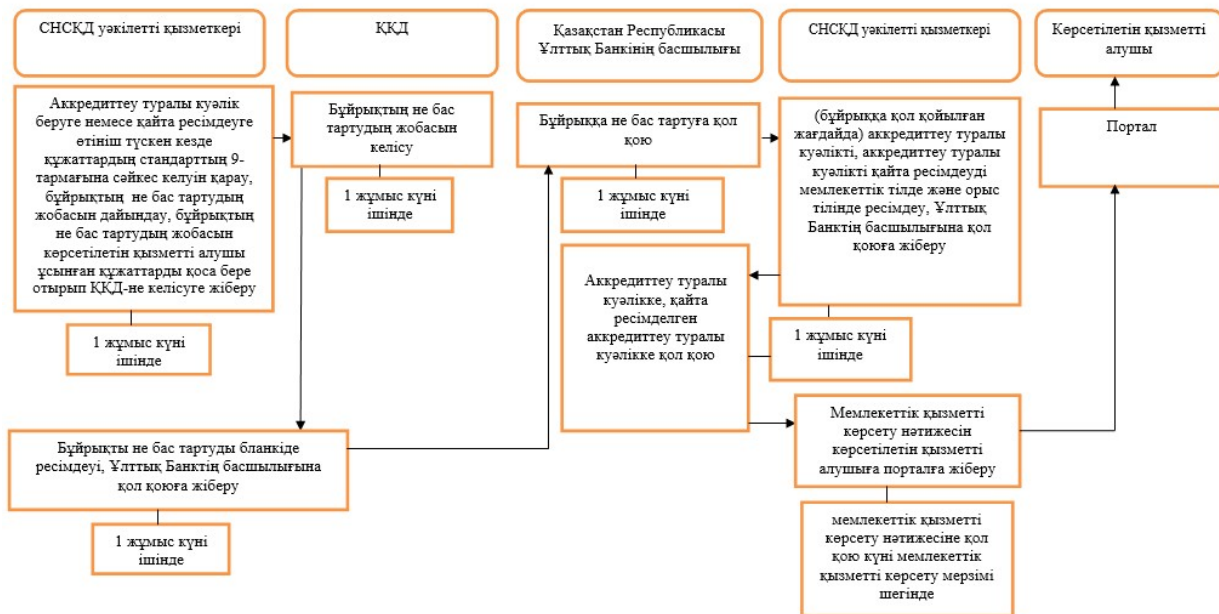 СНСҚД уәкілетті қызметкері
ҚҚД
Қазақстан Республикасы
Ұлттық Банкінің басшылығы
СНСҚД уәкілетті қызметкері
Көрсетілетін қызметті
алушы
Аккредиттеу туралы куәлік
беруге немесе қайта ресімдеуге
өтініш түскен кезде
құжаттардың стандарттың 9-
тармағына сәйкес келуін қарау,
бұйрықтың не бас тартудың
жобасын дайындау, бұйрықтың
не бас тартудың жобасын
көрсетілетін қызметті алушы
ұсынған құжаттарды қоса бере
отырып ҚҚД-не келісуге жіберу
1 жұмыс күні
ішінде
Бұйрықтың не бас
тартудың жобасын
келісу
1 жұмыс күні
ішінде
Бұйрыққа не бас тартуға қол
қою
1 жұмыс күні
ішінде
(бұйрыққа қол қойылған
жағдайда) аккредиттеу туралы
куәлікті, аккредиттеу туралы
куәлікті қайта ресімдеуді
мемлекеттік тілде және орыс
тілінде ресімдеу, Ұлттық
Банктің басшылығына қол
қоюға жіберу
1 жұмыс күні
ішінде
Портал
Аккредиттеу туралы
куәлікке, қайта
ресімделген
аккредиттеу туралы
куәлікке қол қою
Бұйрықты не бас тартуды бланкіде
ресімдеуі, Ұлттық Банктің басшылығына
қол қоюға жіберу
1 жұмыс күні
ішінде
Мемлекеттік қызметті
көрсету нәтижесін
көрсетілетін қызметті
алушыға порталға жіберу
мемлекеттік қызметті
көрсету нәтижесіне қол
қою күні мемлекеттік
қызметті көрсету мерзімі
шегінде